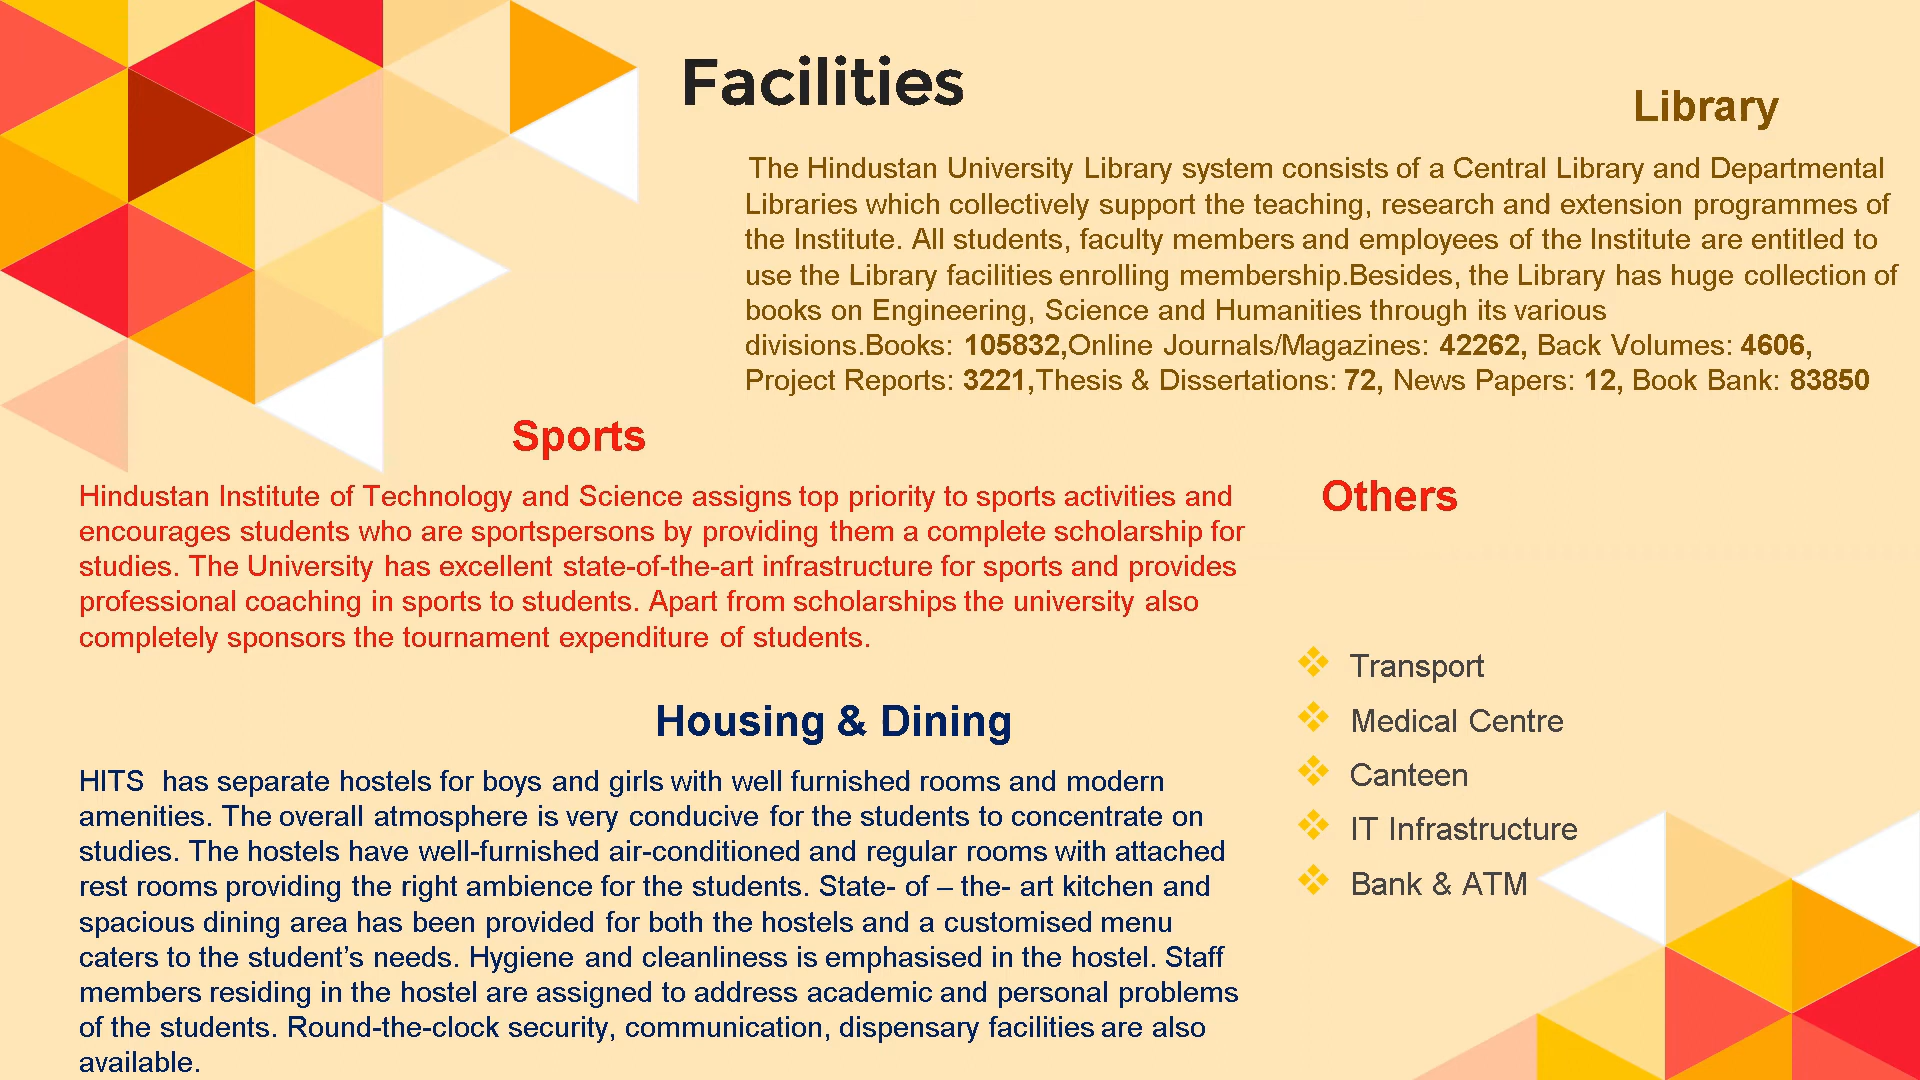 Facilities
Library
The Hindustan University Library system consists of a Central Library and Departmental
Libraries which collectively support the teaching, research and extension programmes of
the Institute. All students, faculty members and employees of the Institute are entitled to
use the Library facilities enrolling membership.Besides, the Library has huge collection of
books on Engineering, Science and Humanities through its various
divisions.Books: 105832,Online Journals/Magazines: 42262, Back Volumes: 4606,
Project Reports: 3221,Thesis & Dissertations: 72, News Papers: 12, Book Bank: 83850
Sports
Hindustan Institute of Technology and Science assigns top priority to sports activities and
encourages students who are sportspersons by providing them a complete scholarship for
studies. The University has excellent state-of-the-art infrastructure for sports and provides
professional coaching in sports to students. Apart from scholarships the university also
completely sponsors the tournament expenditure of students.
Housing & Dining
HITS has separate hostels for boys and girls with well furnished rooms and modern
amenities. The overall atmosphere is very conducive for the students to concentrate on
studies. The hostels have well-furnished air-conditioned and regular rooms with attached
rest rooms providing the right ambience for the students. State- of – the- art kitchen and
spacious dining area has been provided for both the hostels and a customised menu
caters to the student’s needs. Hygiene and cleanliness is emphasised in the hostel. Staff
members residing in the hostel are assigned to address academic and personal problems
of the students. Round-the-clock security, communication, dispensary facilities are also
available.
Others
❖ Transport
❖ Medical Centre
❖ Canteen
❖ IT Infrastructure
❖ Bank & ATM